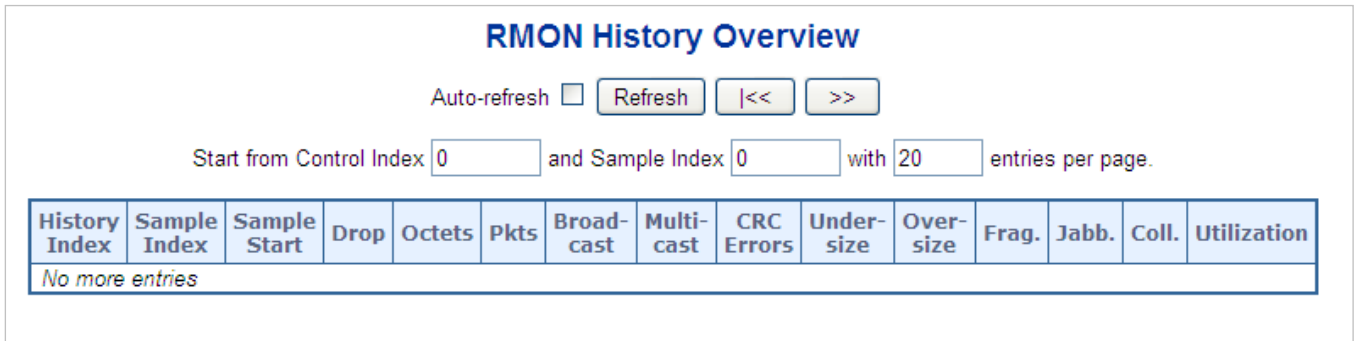 RMON History Overview
Auto-refresh Refresh |<< >>
Start from Control Index 0 and Sample Index 0 with 20 entries per page.
History Index Sample Index Sample Start Drop Octets Pkts Broad-cast Multi-cast CRC Errors Under-size Over-size Frag. Jabb. Coll. Utilization
No more entries